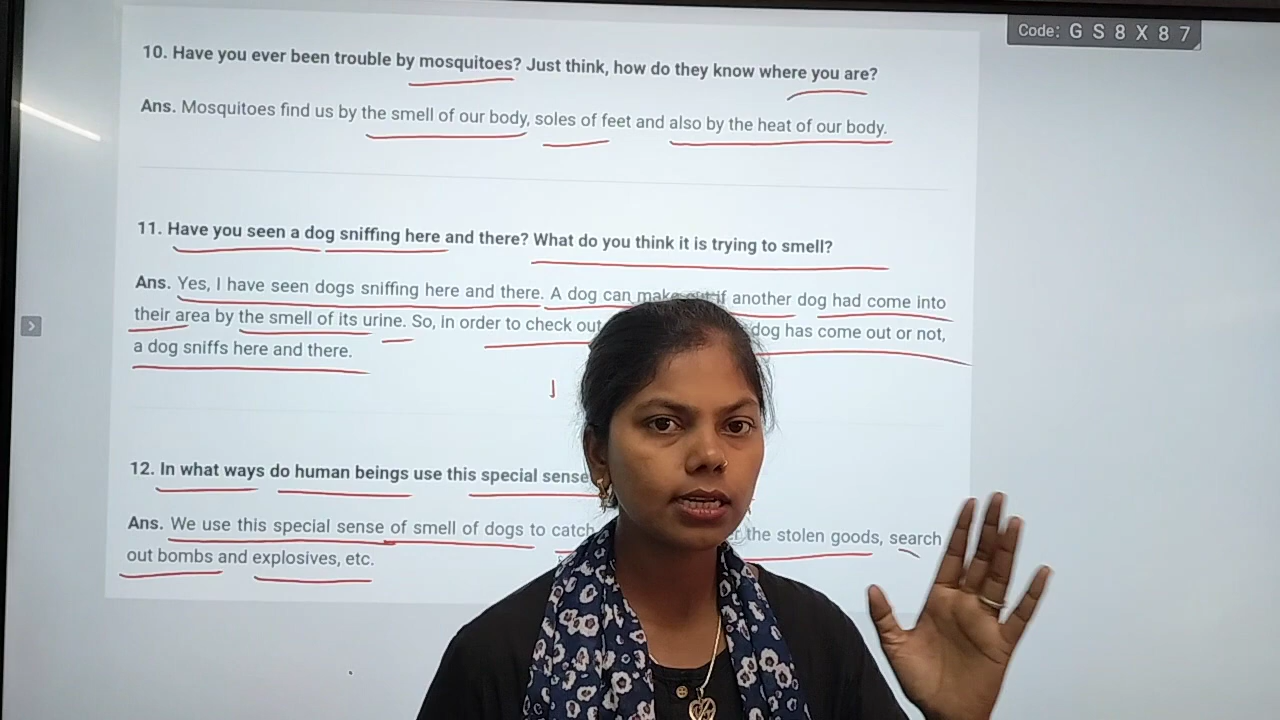 Code: G S 8 X 8 7
10. Have you ever been trouble by mosquitoes? Just think, how do they know where you are?
Ans. Mosquitoes find us by the smell of our body, soles of feet and also by the heat of our body.
11. Have you seen a dog sniffing here and there? What do you think it is trying to smell?
Ans. Yes, I have seen dogs sniffing here and there. A dog can make out if another dog had come into
their area by the smell of its urine. So, in order to check out dog has come out or not,
a dog sniffs here and there.
12. In what ways do human beings use this special sense
Ans. We use this special sense of smell of dogs to catch the stolen goods, search
out bombs and explosives, etc.